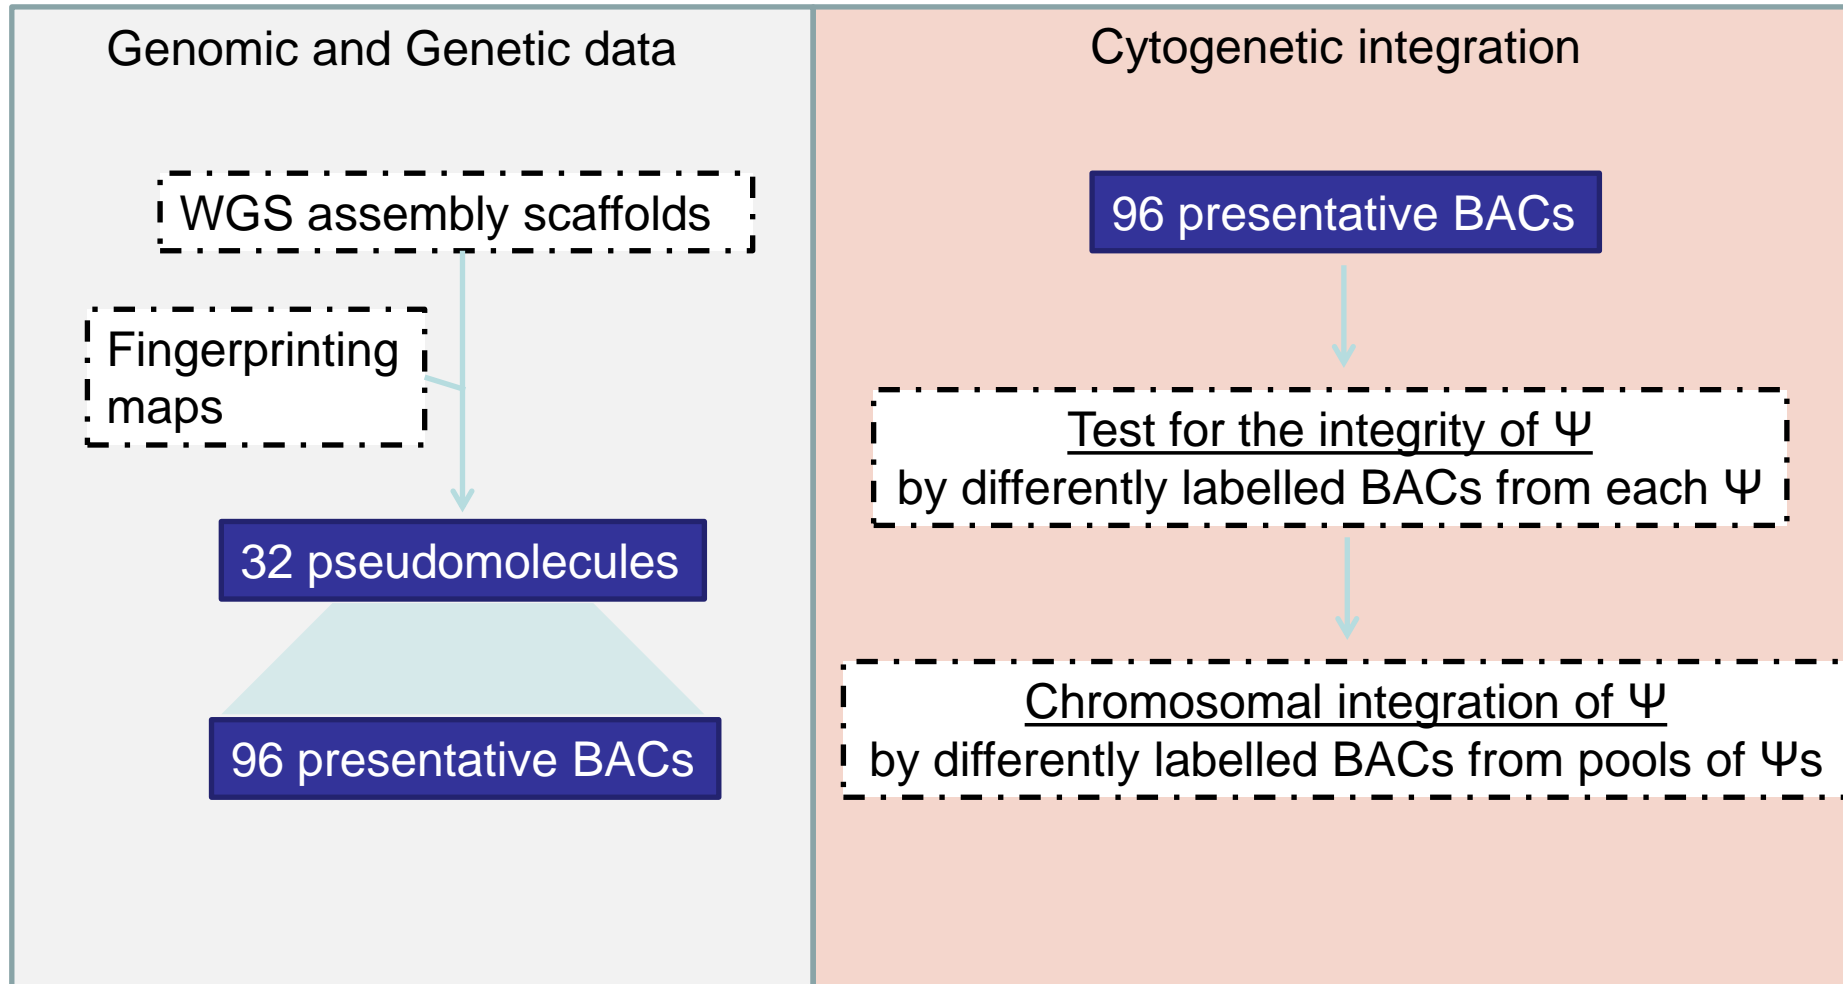 Genomic and Genetic data
WGS assembly scaffolds
Fingerprinting
maps
32 pseudomolecules
96 presentative BACs
Cytogenetic integration
96 presentative BACs
Test for the integrity of Ψ
by differently labelled BACs from each Ψ
Chromosomal integration of Ψ
by differently labelled BACs from pools of Ψs